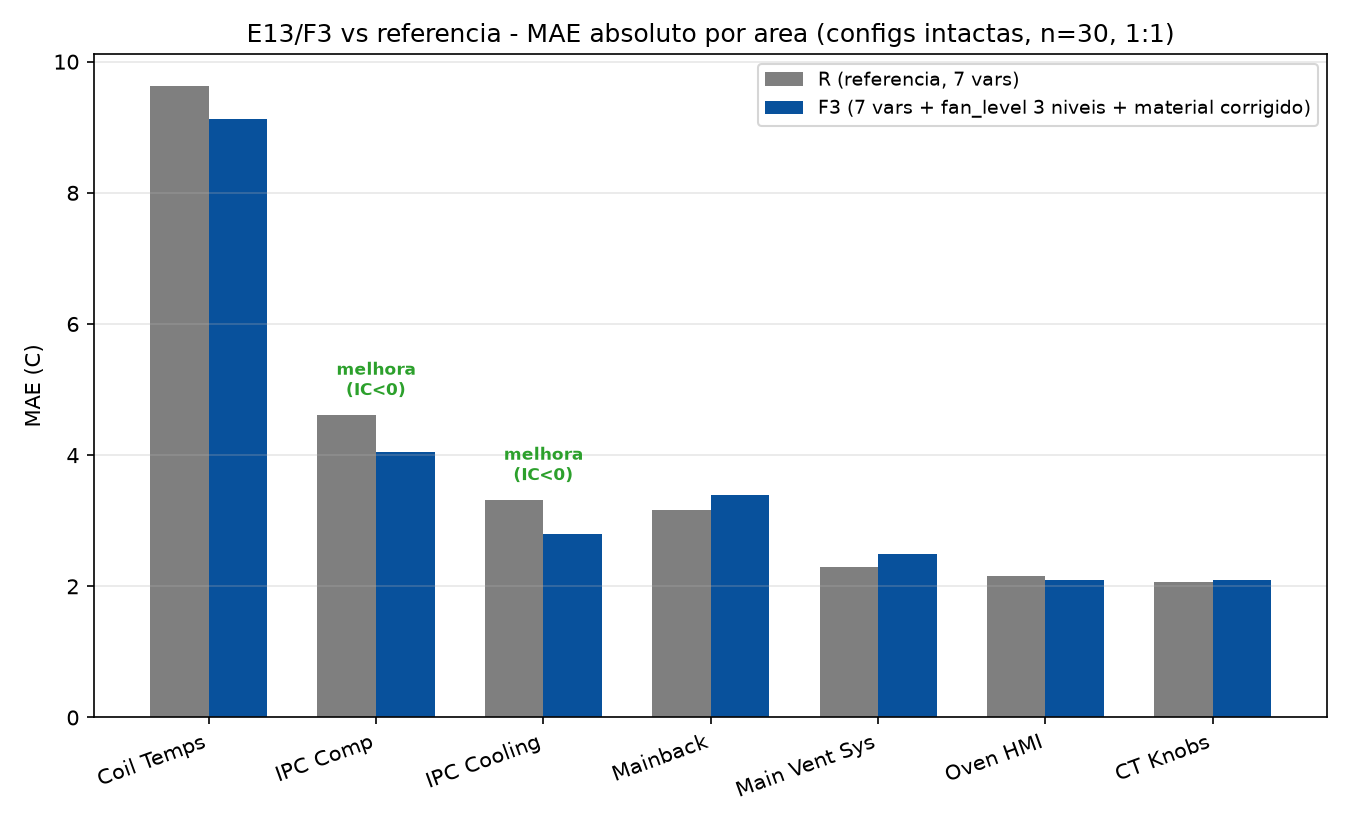 E13/F3 vs referencia - MAE absoluto por area (configs intactas, n=30, 1:1)
R (referencia, 7 vars)
F3 (7 vars + fan_level 3 niveis + material corrigido)
MAE (C)
10
8
6
4
2
0
melhora
(IC<0)
melhora
(IC<0)
Coil Temps
IPC Comp
IPC Cooling
Mainback
Main Vent Sys
Oven HMI
CT Knobs